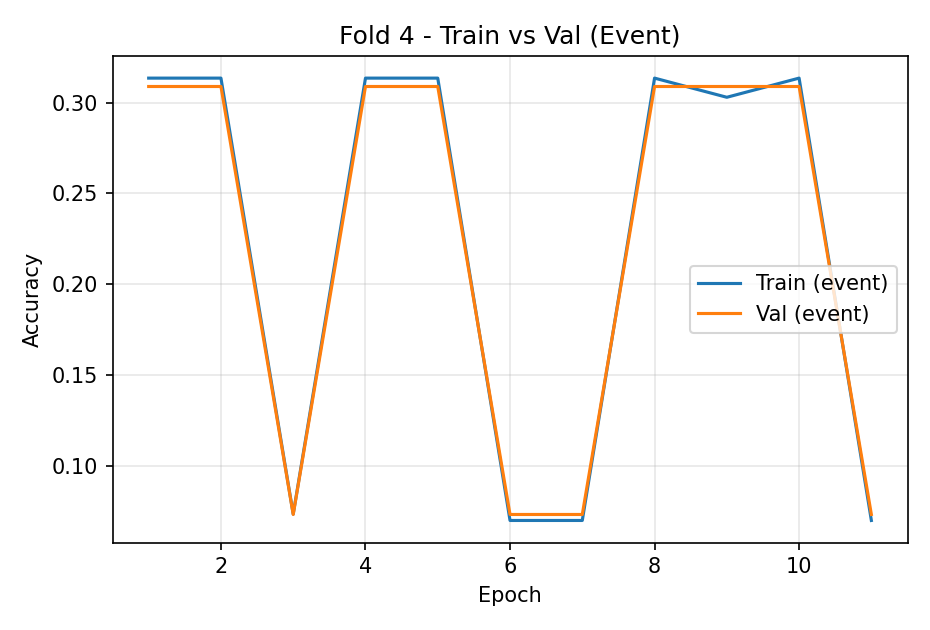 Fold 4 - Train vs Val (Event)
0.30
0.25
0.20
0.15
0.10
Accuracy
Train (event)
Val (event)
2 4 6 8 10
Epoch